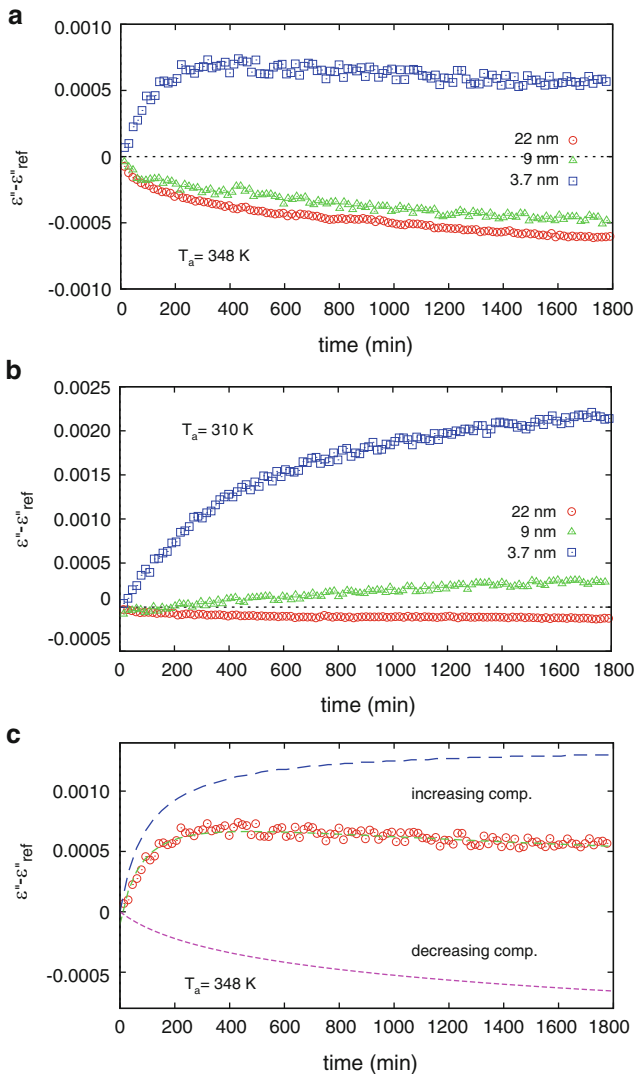 a
0.0010
0.0005
0
-0.0005
-0.0010
ε"-ε"ref
22 nm
9 nm
3.7 nm
Ta= 348 K
0 200 400 600 800 1000 1200 1400 1600 1800
time (min)
b
0.0025
0.0020
0.0015
0.0010
0.0005
0
-0.0005
ε"-ε"ref
Ta= 310 K
22 nm
9 nm
3.7 nm
0 200 400 600 800 1000 1200 1400 1600 1800
time (min)
c
0.0010
0.0005
0
-0.0005
ε"-ε"ref
increasing comp.
decreasing comp.
Ta= 348 K
0 200 400 600 800 1000 1200 1400 1600 1800
time (min)